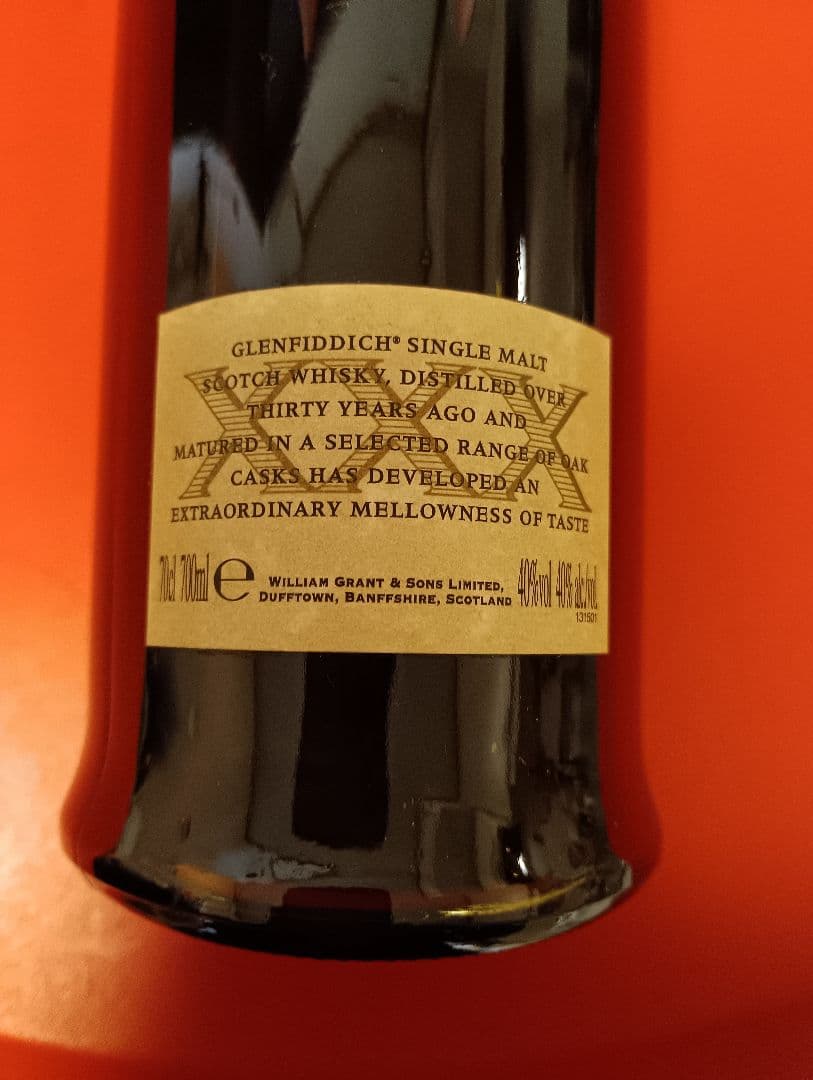 GLENFIDDICH® SINGLE MALT
SCOTCH WHISKY, DISTILLED OVER
THIRTY YEARS AGO AND
MATURED IN A SELECTED RANGE OF OAK
CASKS HAS DEVELOPED AN
EXTRAORDINARY MELLOWNESS OF TASTE
XXX
70cl 700ml e WILLIAM GRANT & SONS LIMITED, 40%vol 40% alc/vol.
DUFFTOWN, BANFFSHIRE, SCOTLAND
131501